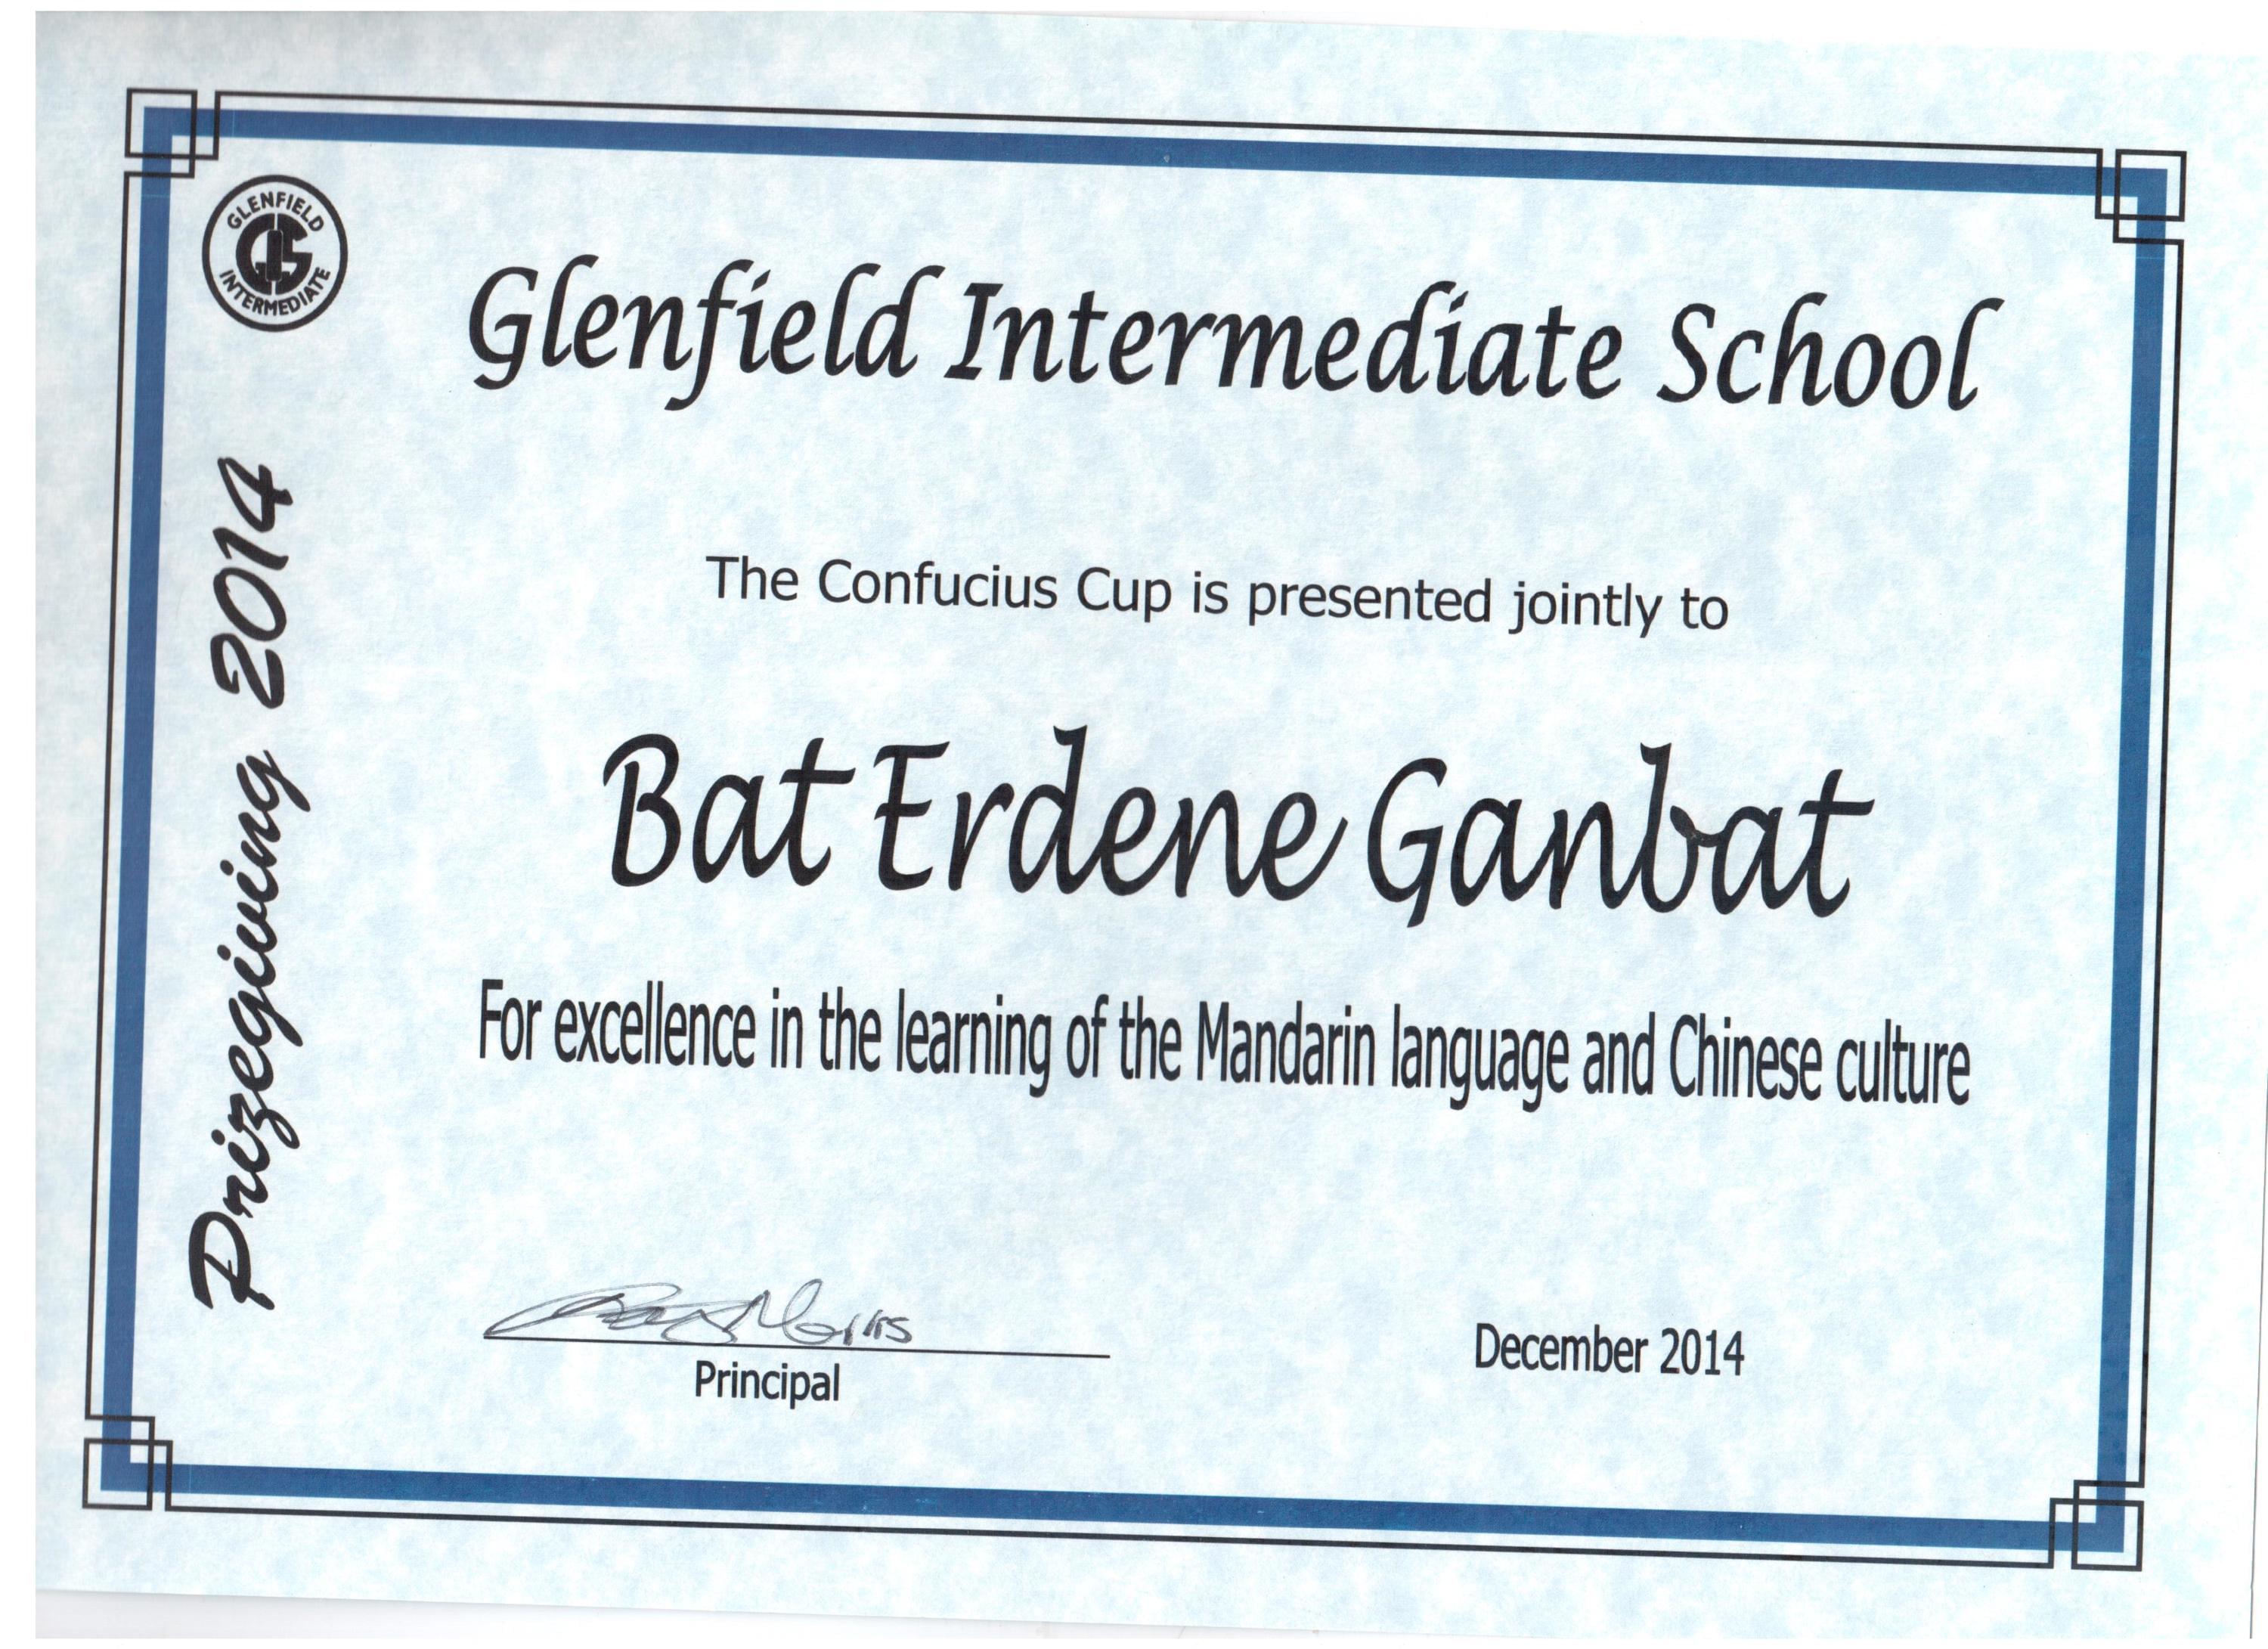 GLENFIELD
GIS
INTERMEDIATE
Prizegiving 2014
Glenfield Intermediate School
The Confucius Cup is presented jointly to
Bat Erdene Ganbat
For excellence in the learning of the Mandarin language and Chinese culture
Principal
December 2014